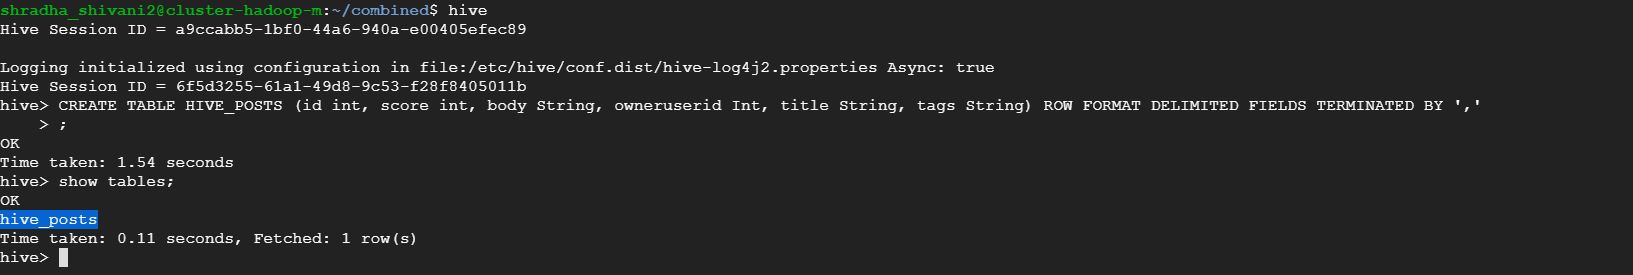 shradha_shivani2@cluster-hadoop-m:~/combined$ hive
Hive Session ID = a9ccabb5-1bf0-44a6-940a-e00405efec89
Logging initialized using configuration in file:/etc/hive/conf.dist/hive-log4j2.properties Async: true
Hive Session ID = 6f5d3255-61a1-49d8-9c53-f28f8405011b
hive> CREATE TABLE HIVE_POSTS (id int, score int, body String, owneruserid Int, title String, tags String) ROW FORMAT DELIMITED FIELDS TERMINATED BY ','
    > ;
OK
Time taken: 1.54 seconds
hive> show tables;
OK
hive_posts
Time taken: 0.11 seconds, Fetched: 1 row(s)
hive>